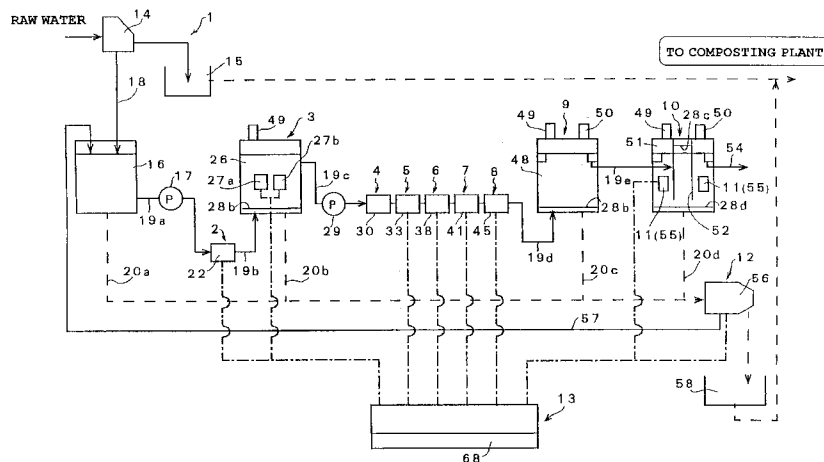 RAW WATER
14
1
TO COMPOSTING PLANT
18
15
49
3
27b
49
9
50
49
10
28c
50
51
16
17
P
26
27a
28b
19a
2
22
19b
19c
P
29
4
5
6
7
8
30
33
38
41
45
48
28b
19d
19e
54
11(55)
11(55)
28d
52
20a
20b
20c
20d
12
56
57
58
13
68